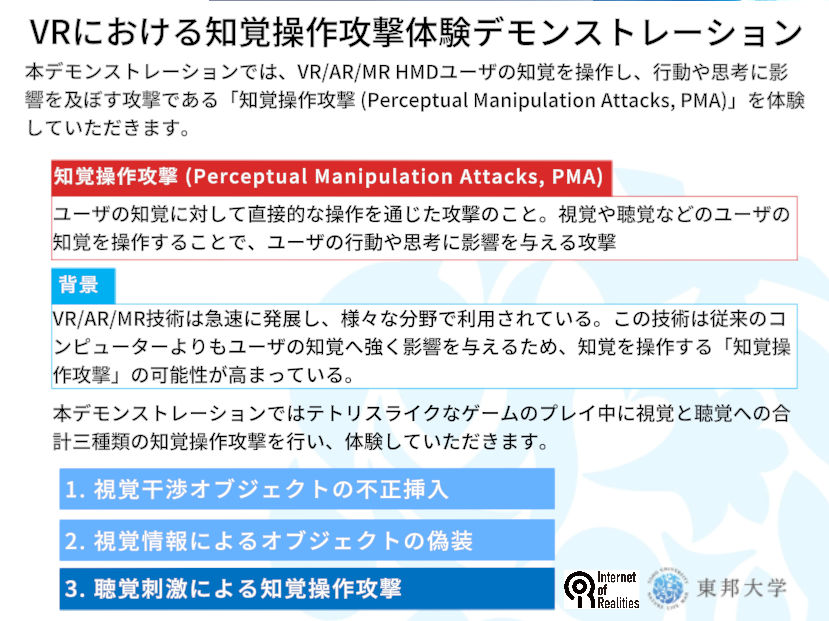 VRにおける知覚操作攻撃体験デモンストレーション
本デモンストレーションでは、VR/AR/MR HMDユーザの知覚を操作し、行動や思考に影
響を及ぼす攻撃である「知覚操作攻撃 (Perceptual Manipulation Attacks, PMA)」を体験
していただきます。
知覚操作攻撃 (Perceptual Manipulation Attacks, PMA)
ユーザの知覚に対して直接的な操作を通じた攻撃のこと。視覚や聴覚などのユーザの
知覚を操作することで、ユーザの行動や思考に影響を与える攻撃
背景
VR/AR/MR技術は急速に発展し、様々な分野で利用されている。この技術は従来のコ
ンピューターよりもユーザの知覚へ強く影響を与えるため、知覚を操作する「知覚操
作攻撃」の可能性が高まっている。
本デモンストレーションではテトリスライクなゲームのプレイ中に視覚と聴覚への合
計三種類の知覚操作攻撃を行い、体験していただきます。
1. 視覚干渉オブジェクトの不正挿入
2. 視覚情報によるオブジェクトの偽装
3. 聴覚刺激による知覚操作攻撃
Internet
of
Realities
東邦大学